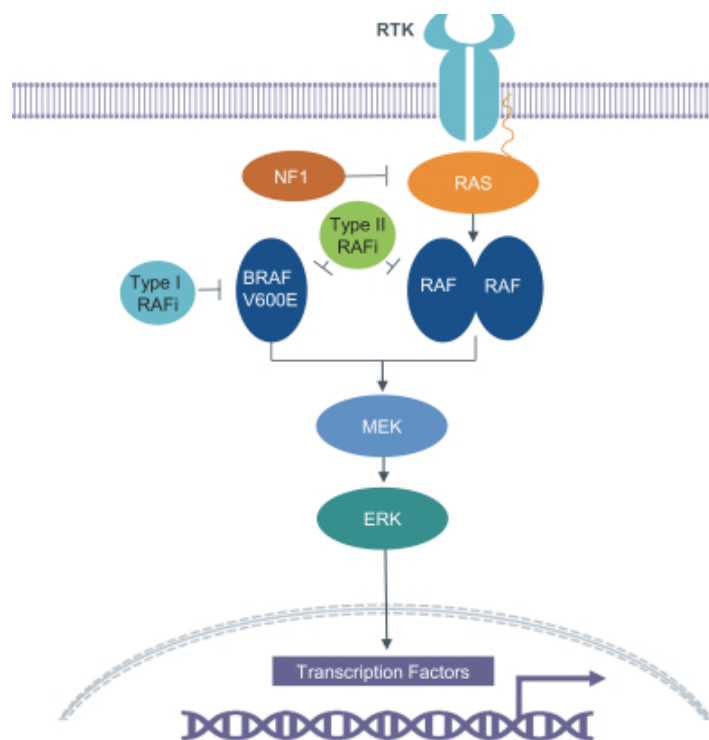 RTK
NF1
RAS
Type II
RAFi
Type I
RAFi
BRAF
V600E
RAF
RAF
MEK
ERK
Transcription Factors